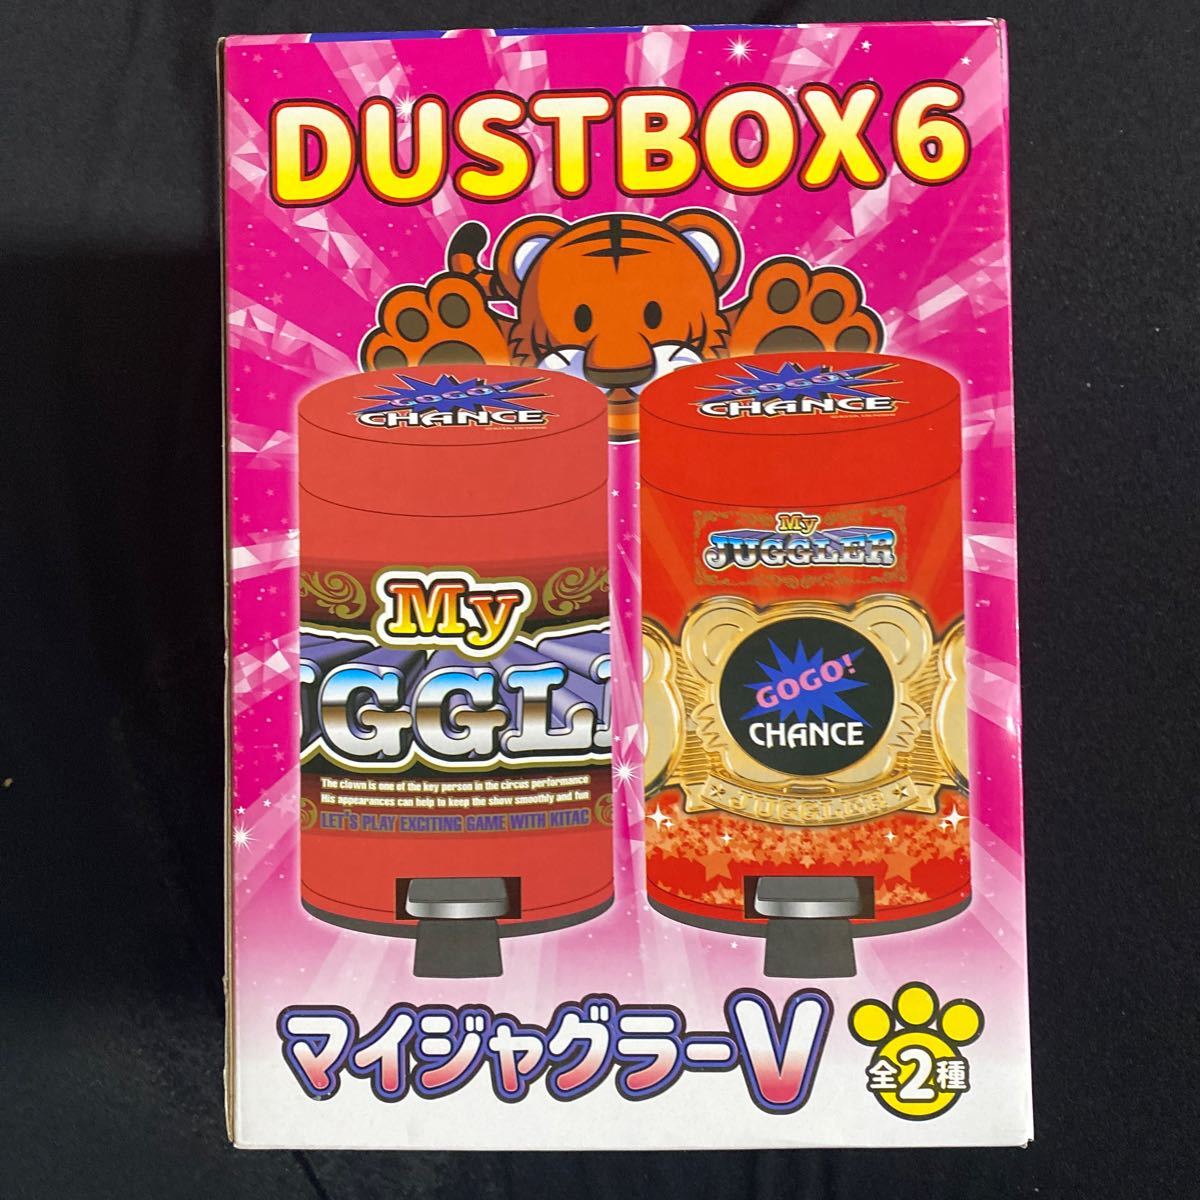 DUSTBOX6
GOGO!
CHANCE
GOGO!
CHANCE
My
JUGGLER
My
GGL
The clown is one of the key person in the circus performance
His appearances can help to keep the show smoothly and fun
LET'S PLAY EXCITING GAME WITH KITAC
GOGO!
CHANCE
JUGGLER
マイジャグラーV
全2種